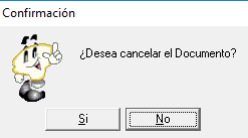 Confirmación
¿Desea cancelar el Documento?
Si
No